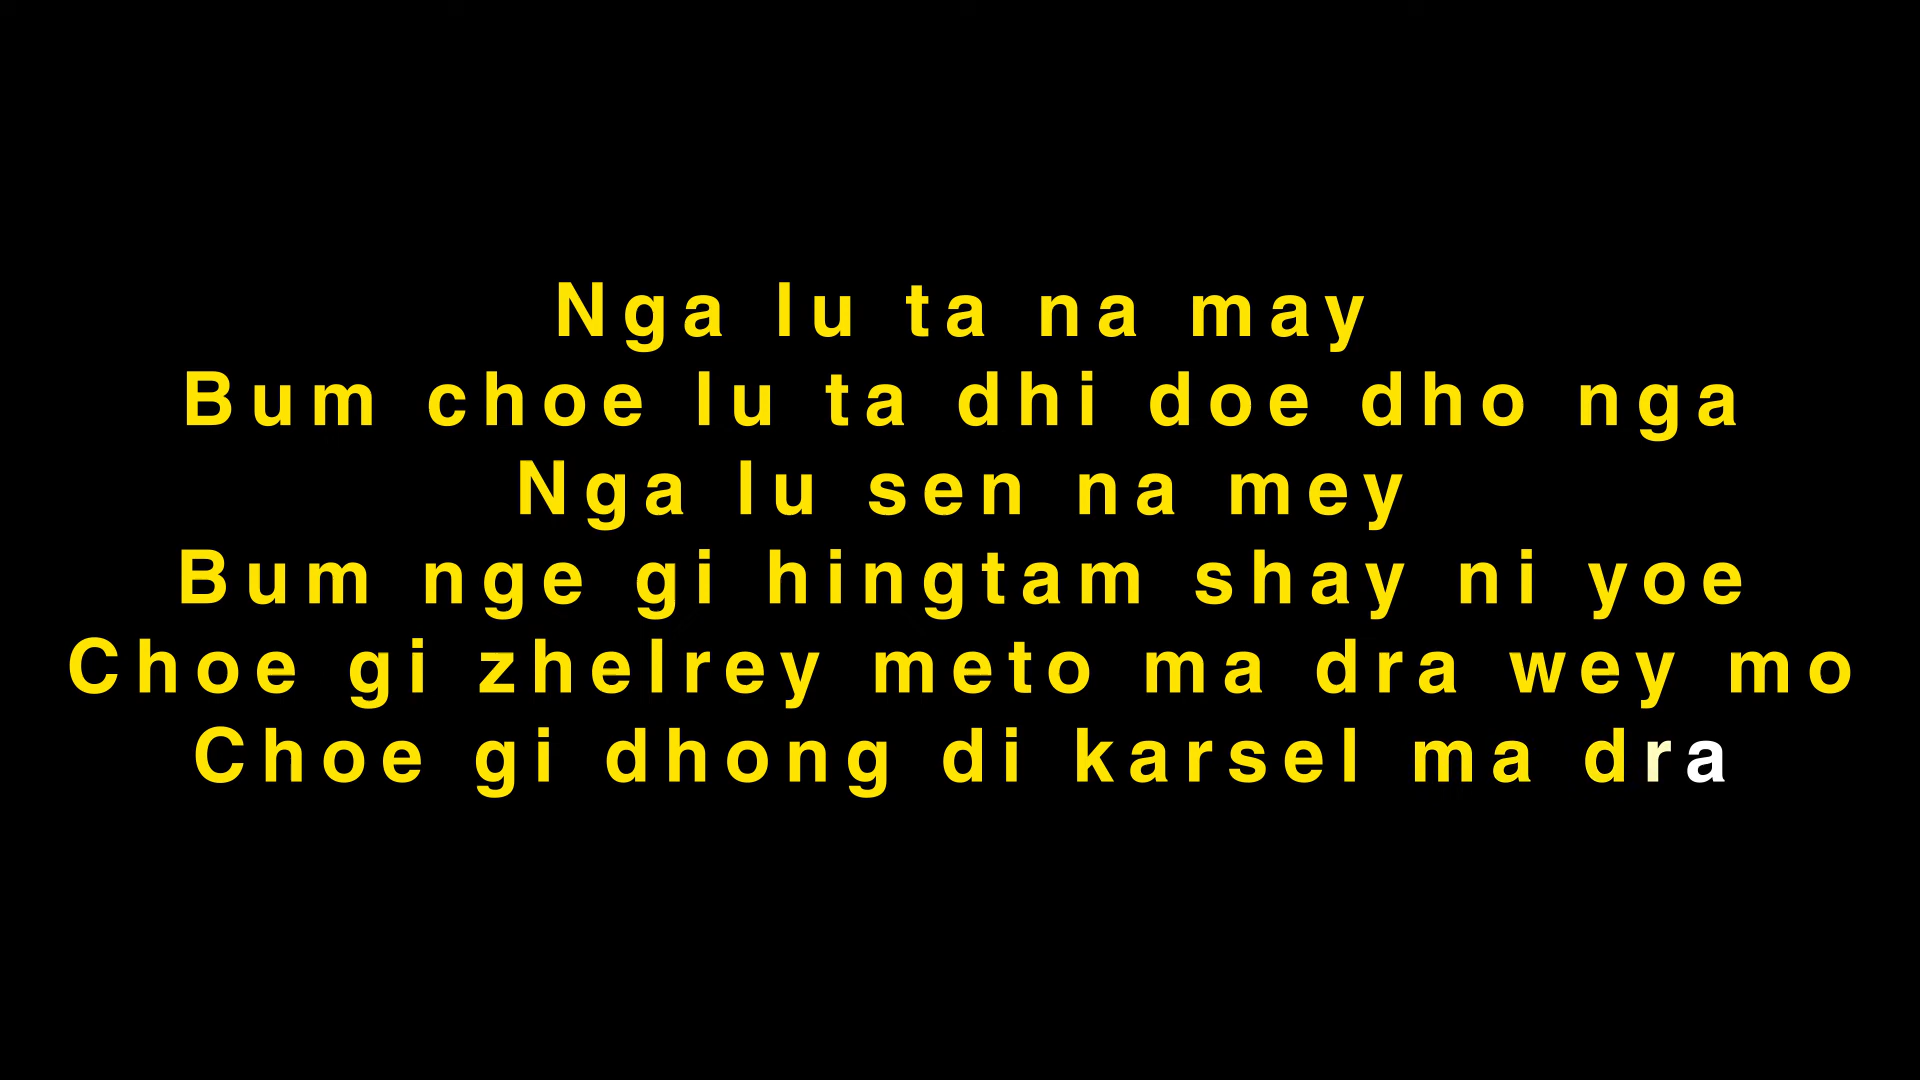 Nga lu ta na may
Bum choe lu ta dhi doe dho nga
Nga lu sen na mey
Bum nge gi hingtam shay ni yoe
Choe gi zhelrey meto ma dra wey mo
Choe gi dhong di karsel ma dra